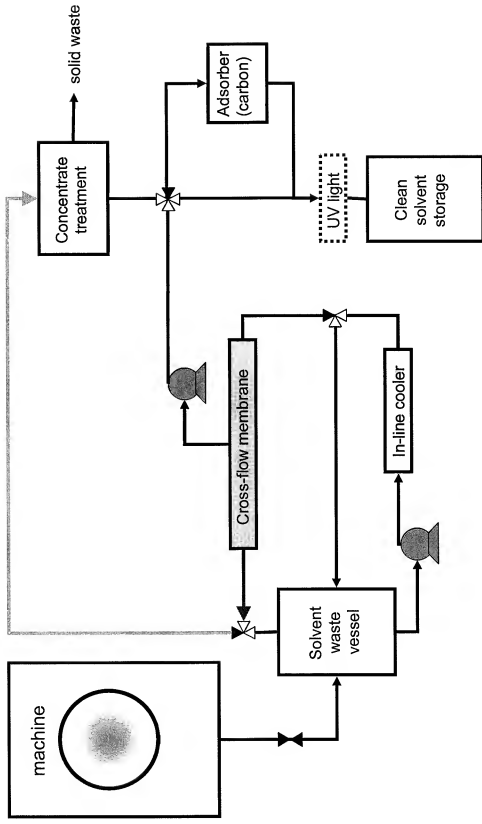 machine
Solvent
waste
vessel
Cross-flow membrane
In-line cooler
Concentrate
treatment
solid waste
Adsorber
(carbon)
UV light
Clean
solvent
storage